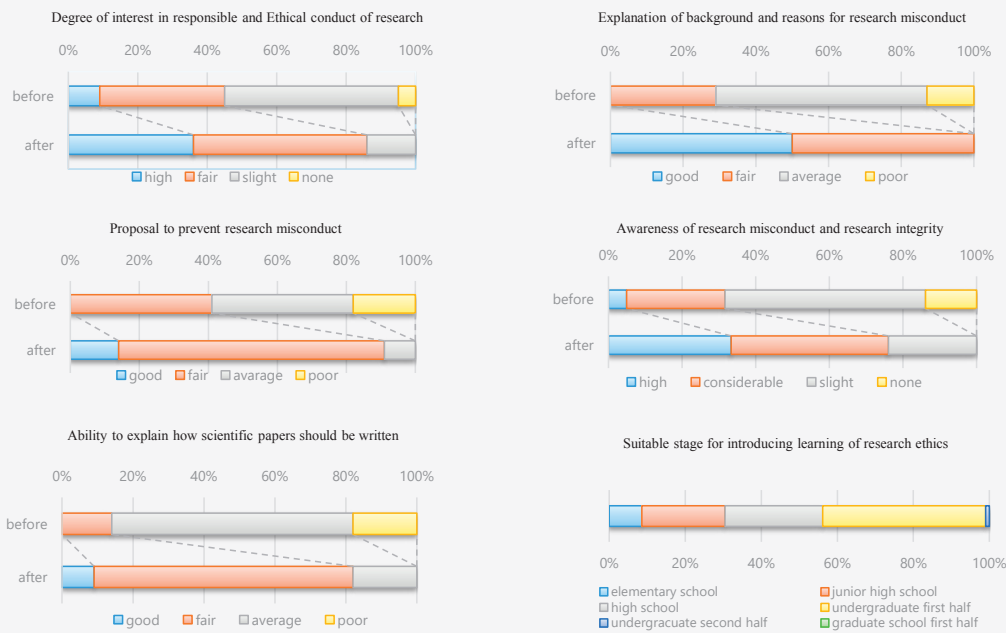 Degree of interest in responsible and Ethical conduct of research
0% 20% 40% 60% 80% 100%
before
after
high fair slight none
Explanation of background and reasons for research misconduct
0% 20% 40% 60% 80% 100%
before
after
good fair average poor
Proposal to prevent research misconduct
0% 20% 40% 60% 80% 100%
before
after
good fair avarage poor
Awareness of research misconduct and research integrity
0% 20% 40% 60% 80% 100%
before
after
high considerable slight none
Ability to explain how scientific papers should be written
0% 20% 40% 60% 80% 100%
before
after
good fair average poor
Suitable stage for introducing learning of research ethics
0% 20% 40% 60% 80% 100%
elementary school junior high school
high school undergraduate first half
undergracuate second half graduate school first half